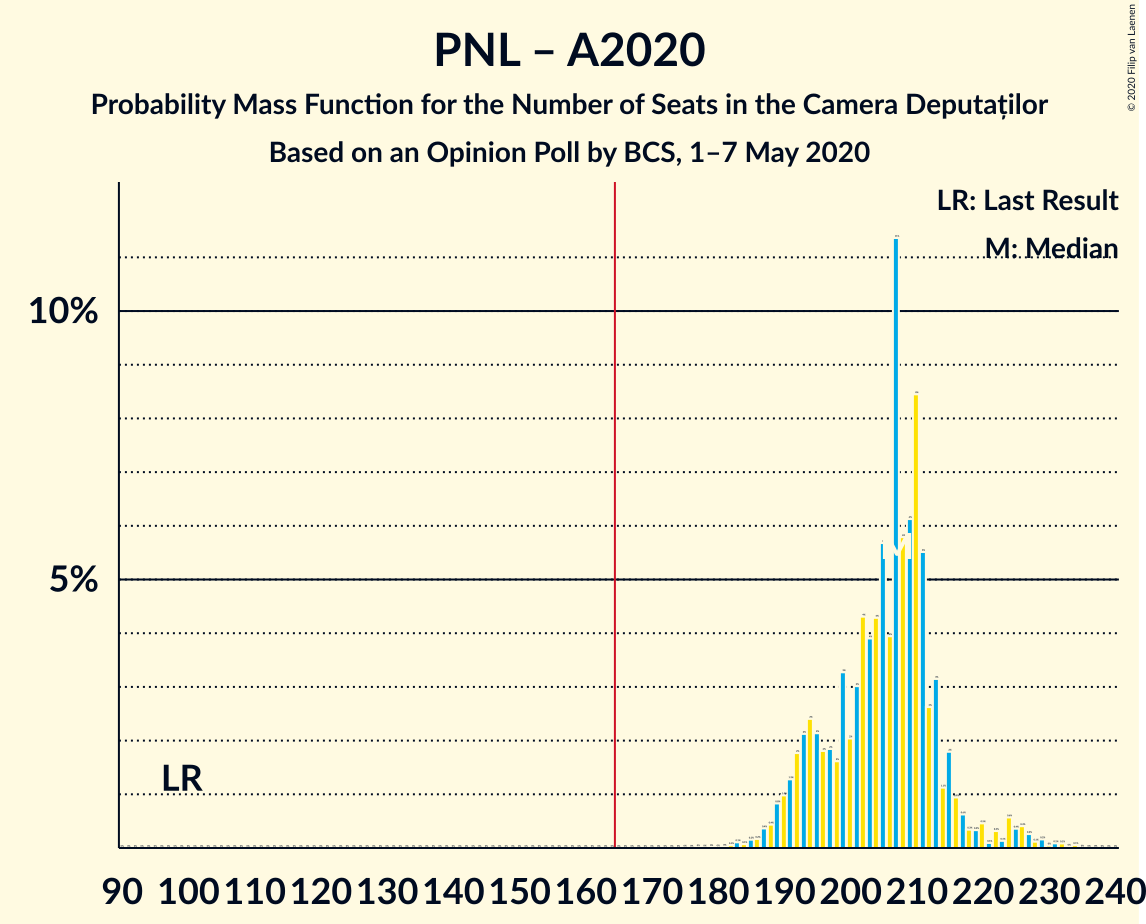 PNL – A2020
Probability Mass Function for the Number of Seats in the Camera Deputaților
Based on an Opinion Poll by BCS, 1–7 May 2020
© 2020 Filip van Laenen
LR: Last Result
M: Median
10%
5%
LR
M
90 100 110 120 130 140 150 160 170 180 190 200 210 220 230 240